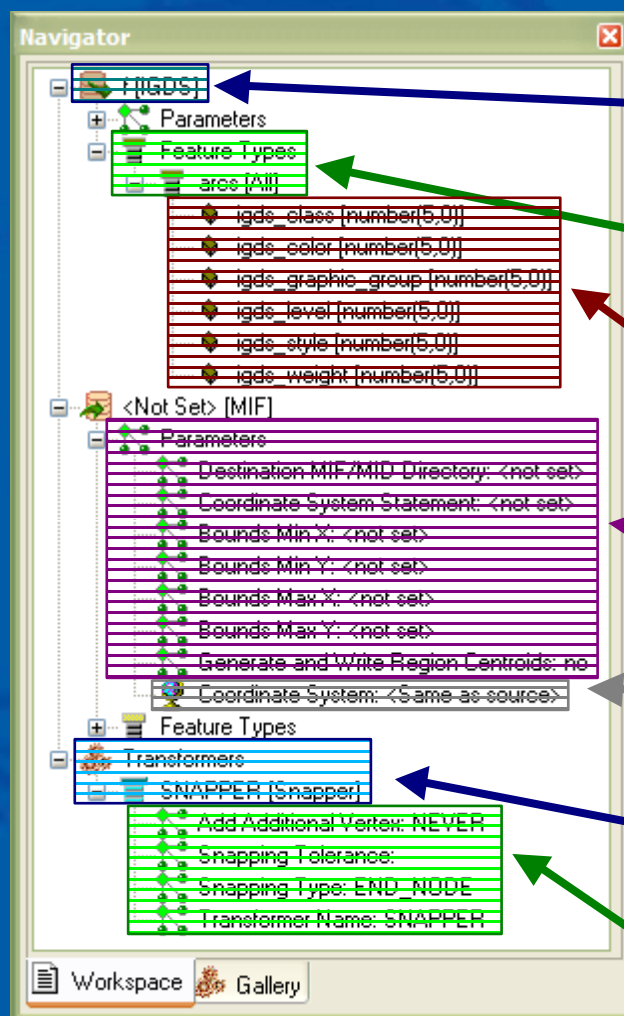 Navigator
f [IGDS]
Parameters
Feature Types
arcs [All]
igds_class [number(5,0)]
igds_color [number(5,0)]
igds_graphic_group [number(5,0)]
igds_level [number(5,0)]
igds_style [number(5,0)]
igds_weight [number(5,0)]
<Not Set> [MIF]
Parameters
Destination MIF/MID Directory: <not set>
Coordinate System Statement: <not set>
Bounds Min X: <not set>
Bounds Min Y: <not set>
Bounds Max X: <not set>
Bounds Max Y: <not set>
Generate and Write Region Centroids: no
Coordinate System: <Same as source>
Feature Types
Transformers
SNAPPER [Snapper]
Add Additional Vertex: NEVER
Snapping Tolerance:
Snapping Type: END_NODE
Transformer Name: SNAPPER
Workspace Gallery